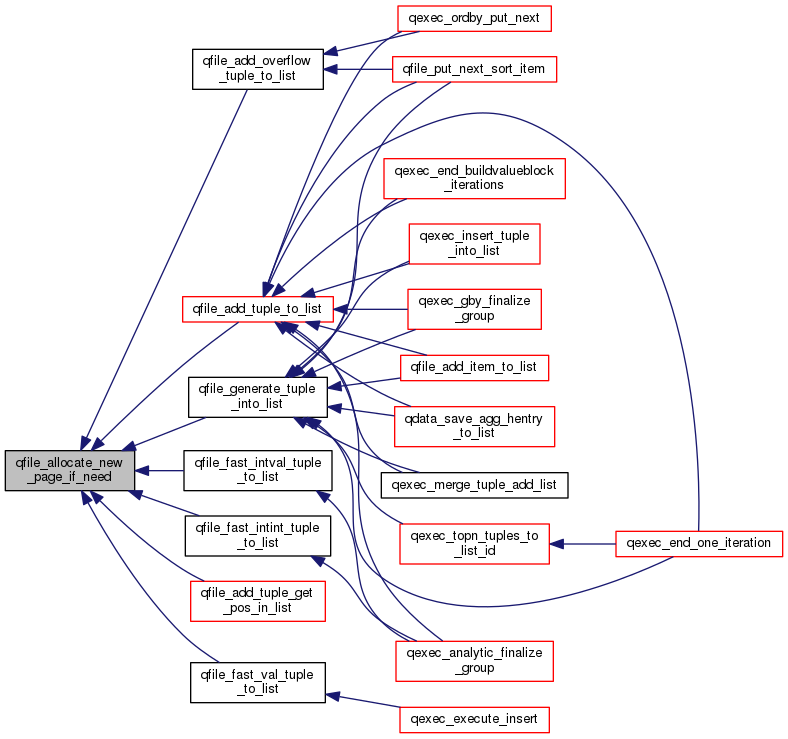 qexec_ordby_put_next
qfile_add_overflow
_tuple_to_list
qfile_put_next_sort_item
qexec_end_buildvalueblock
_iterations
qexec_insert_tuple
_into_list
qfile_add_tuple_to_list
qexec_gby_finalize
_group
qfile_add_item_to_list
qfile_generate_tuple
_into_list
qdata_save_agg_hentry
_to_list
qfile_allocate_new
_page_if_need
qfile_fast_intval_tuple
_to_list
qexec_merge_tuple_add_list
qfile_fast_intint_tuple
_to_list
qexec_topn_tuples_to
_list_id
qexec_end_one_iteration
qfile_add_tuple_get
_pos_in_list
qexec_analytic_finalize
_group
qfile_fast_val_tuple
_to_list
qexec_execute_insert